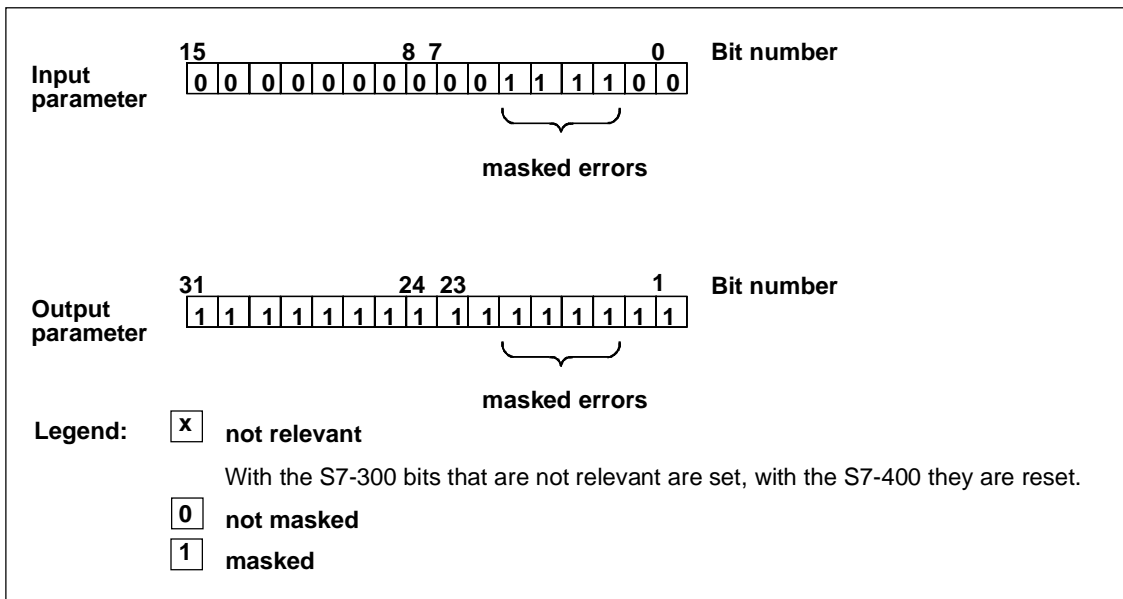 15 8 7 0 Bit number
Input parameter
0 0 0 0 0 0 0 0 0 0 1 1 1 1 0 0
masked errors
31 24 23 1 Bit number
Output parameter
1 1 1 1 1 1 1 1 1 1 1 1 1 1 1 1
masked errors
Legend: x not relevant
With the S7-300 bits that are not relevant are set, with the S7-400 they are reset.
0 not masked
1 masked